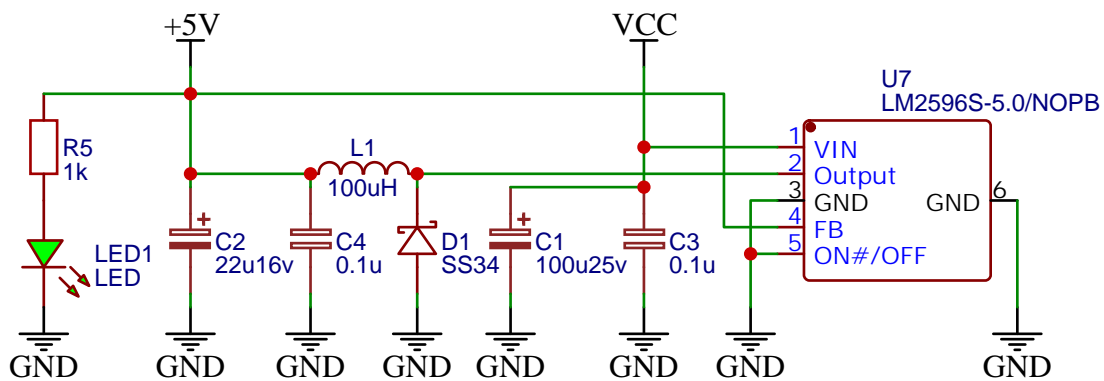 +5V
VCC
U7
LM2596S-5.0/NOPB
R5
1k
L1
100uH
1
VIN
2
Output
3
GND
GND
6
4
FB
5
ON#/OFF
LED1
LED
+
C2
22u16v
C4
0.1u
D1
SS34
+
C1
100u25v
C3
0.1u
GND
GND
GND
GND
GND
GND
GND
GND